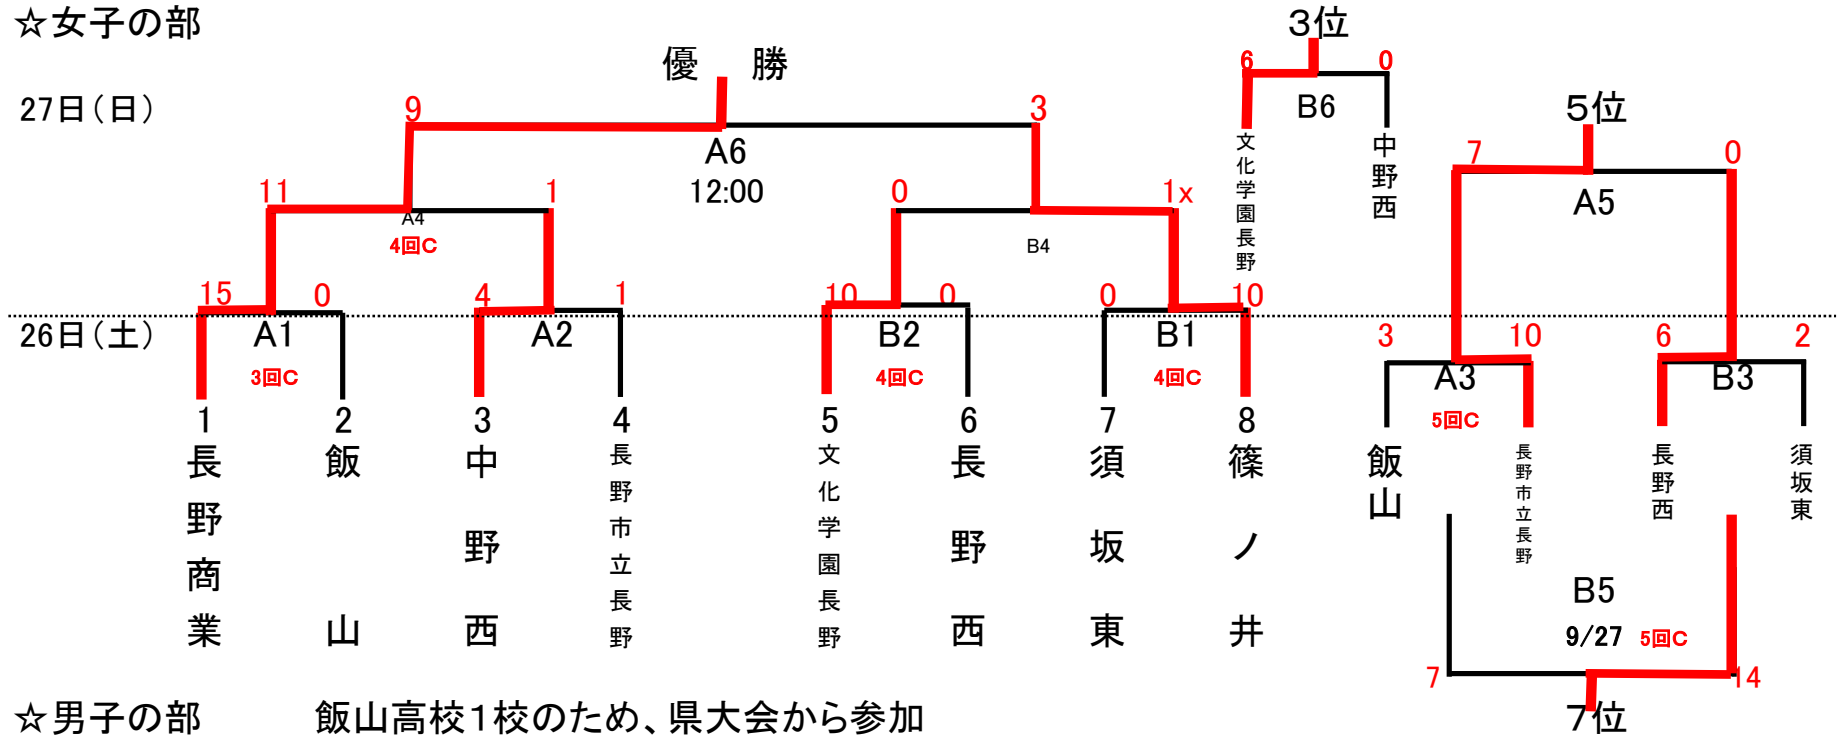 ☆女子の部
3位
優 勝
6 0
27日(日)
9 3
B6
5位
A6
文化学園長野
中野西
7 0
12:00
11 1 0 1x
A5
A4
4回C
B4
15 0 4 1 10 0 0 10
26日(土)
A1 A2 B2 B1
3 10 6 2
3回C 4回C 4回C
A3 B3
5回C
1 2 3 4 5 6 7 8
長野商業
飯山
中野西
長野市立長野
文化学園長野
長野西
須坂東
篠ノ井
飯山
長野市立長野
長野西
須坂東
B5
9/27 5回C
7 14
7位
☆男子の部 飯山高校1校のため、県大会から参加